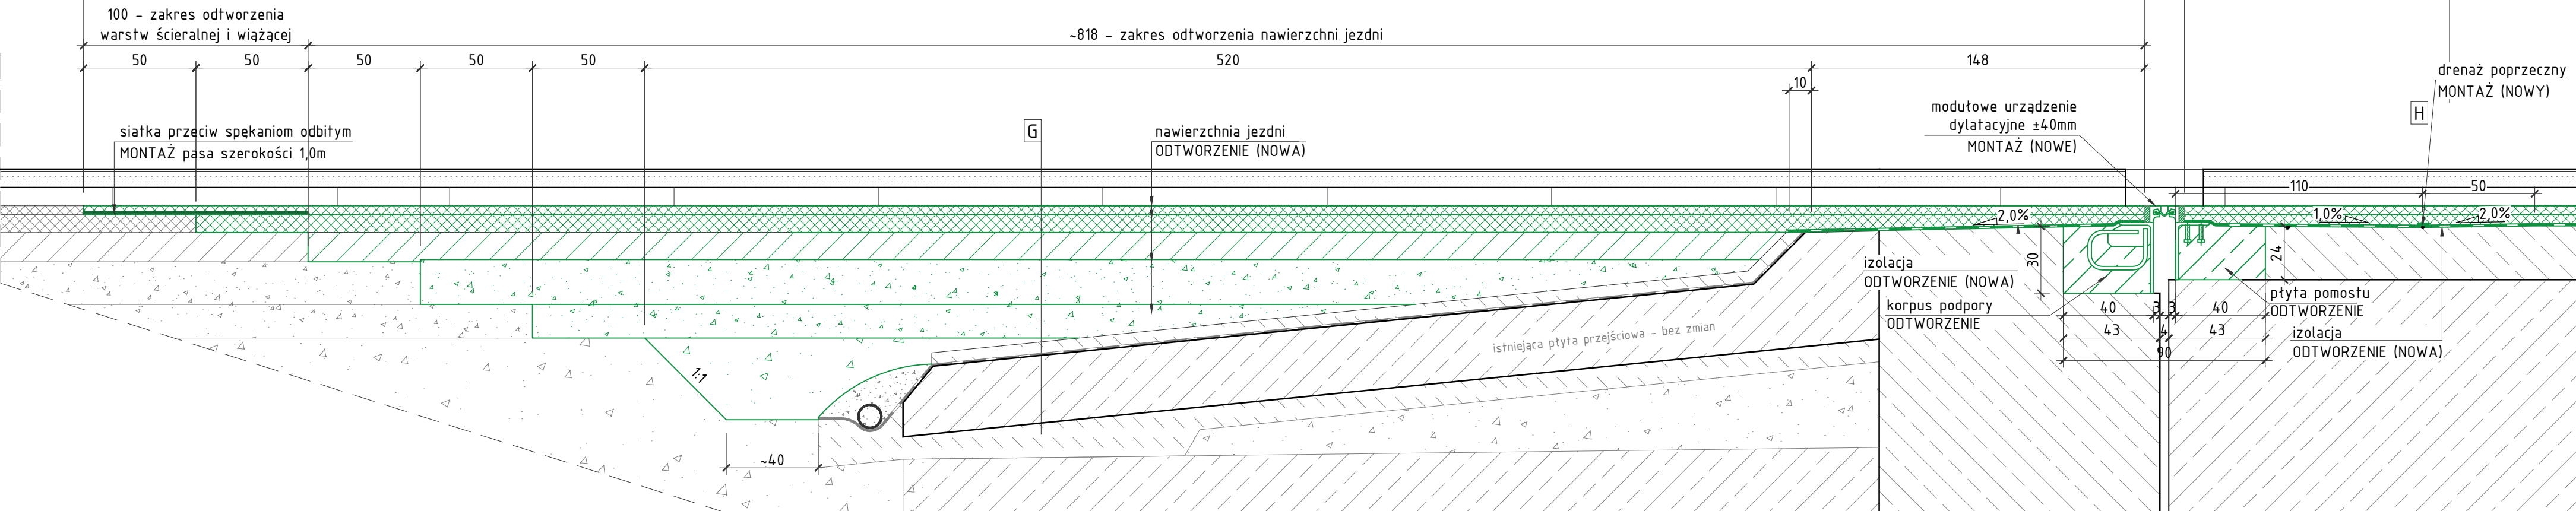 100 - zakres odtworzenia
warstw ścieralnej i wiążącej
~818 - zakres odtworzenia nawierzchni jezdni
50
50
50
50
50
520
148
10
drenaż poprzeczny
MONTAŻ (NOWY)
modułowe urządzenie
dylatacyjne ±40mm
MONTAŻ (NOWE)
H
G
siatka przeciw spękaniom odbitym
MONTAŻ pasa szerokości 1,0m
nawierzchnia jezdni
ODTWORZENIE (NOWA)
110
50
2,0%
1,0%
2,0%
izolacja
ODTWORZENIE (NOWA)
30
24
korpus podpory
ODTWORZENIE
płyta pomostu
ODTWORZENIE
40
3
3
40
43
4
43
90
izolacja
ODTWORZENIE (NOWA)
istniejąca płyta przejściowa - bez zmian
1:1
~40